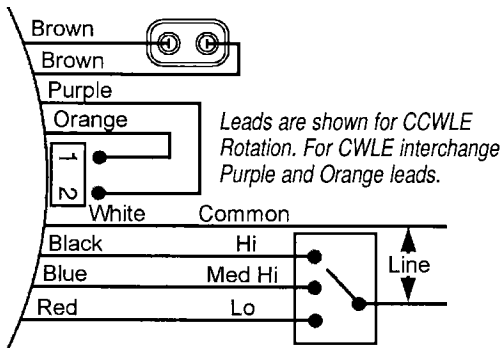 Brown
Brown
Purple
Orange
Leads are shown for CCWLE
Rotation. For CWLE interchange
Purple and Orange leads.
1
2
White Common
Black Hi
Line
Blue Med Hi
Red Lo